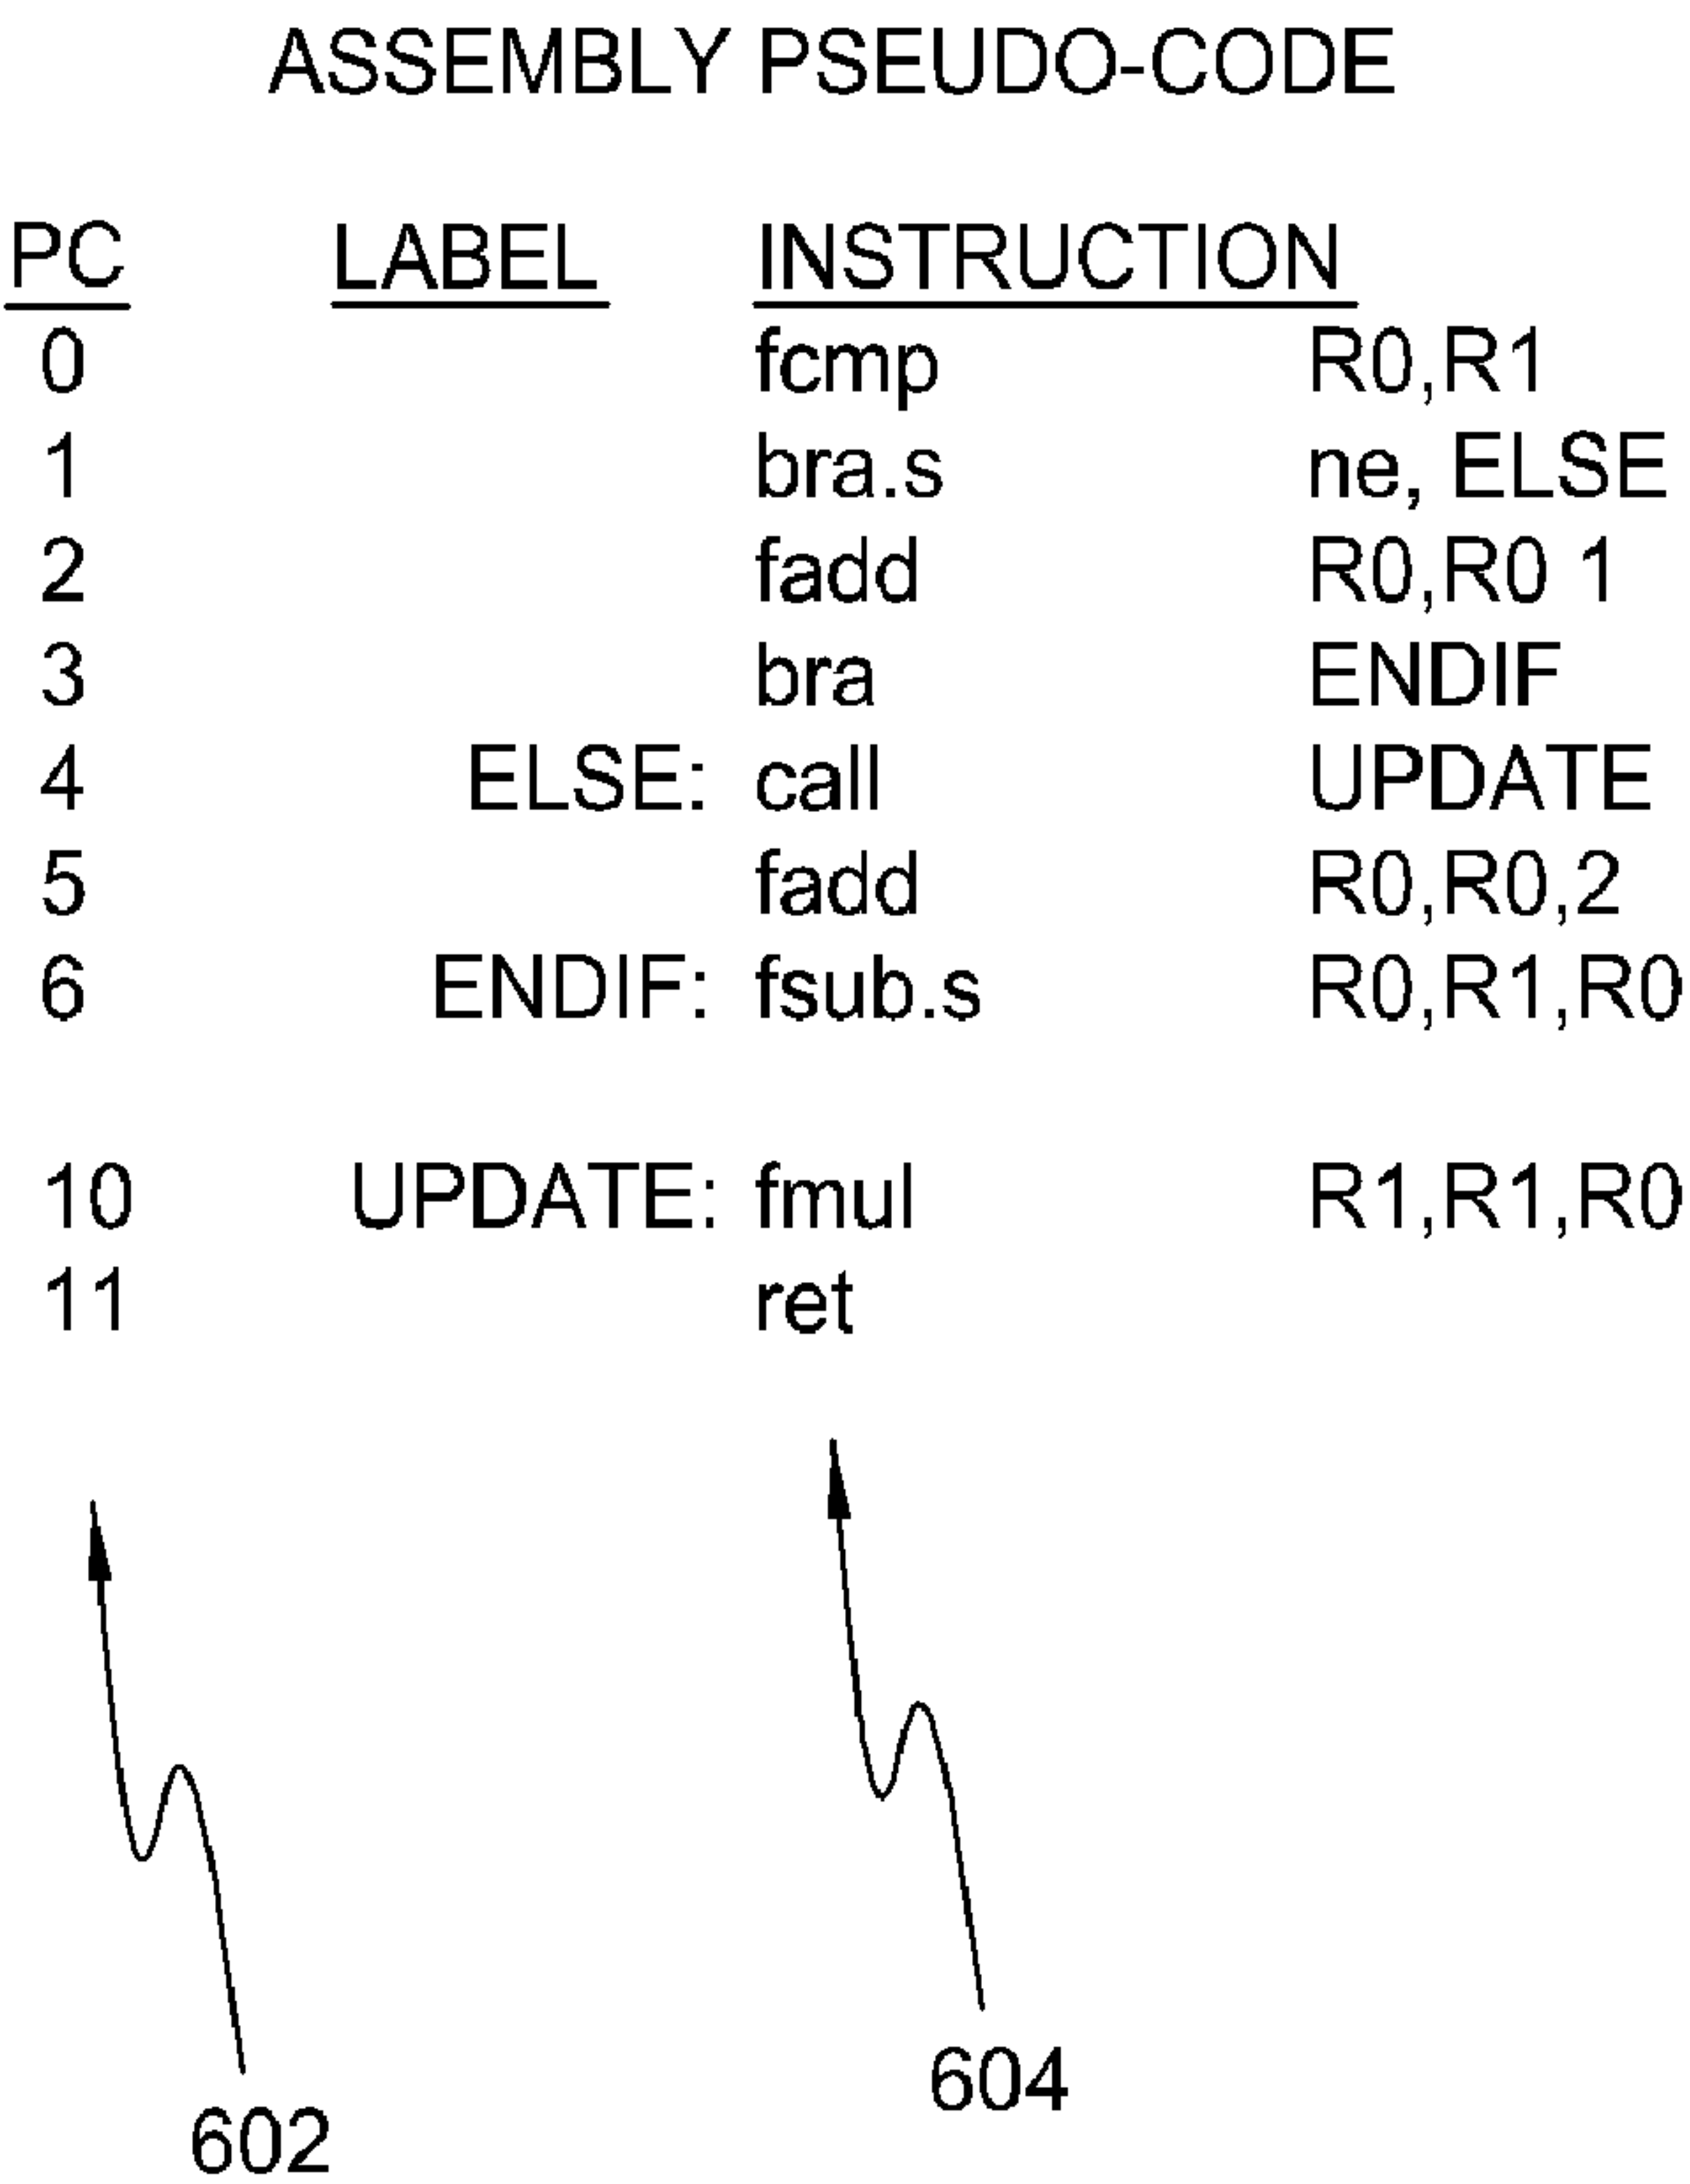 ASSEMBLY PSEUDO-CODE
PC LABEL INSTRUCTION
0 fcmp R0,R1
1 bra.s ne, ELSE
2 fadd R0,R0 1
3 bra ENDIF
4 ELSE: call UPDATE
5 fadd R0,R0,2
6 ENDIF: fsub.s R0,R1,R0
10 UPDATE: fmul R1,R1,R0
11 ret
604
602